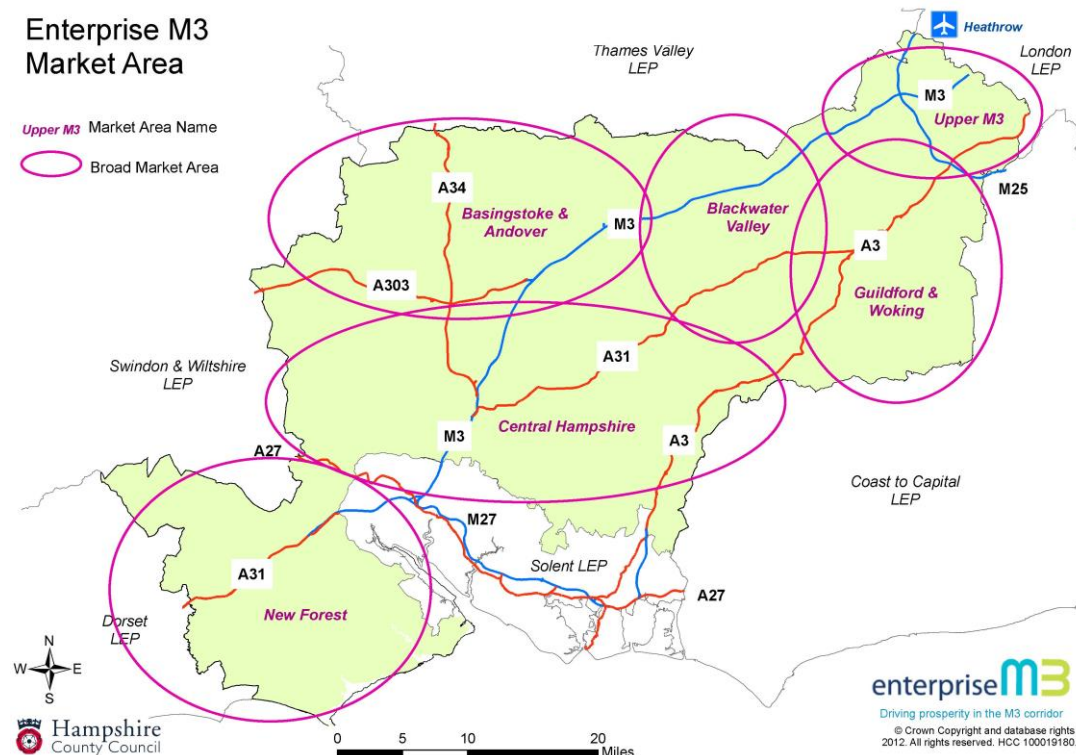 Enterprise M3
Market Area
Upper M3 Market Area Name
Broad Market Area
Thames Valley
LEP
Heathrow
London
LEP
M3
Upper M3
M25
A34
Basingstoke &
Andover
M3
Blackwater
Valley
A3
A303
Guildford &
Woking
A31
Swindon & Wiltshire
LEP
Central Hampshire
M3
A3
A27
Coast to Capital
LEP
M27
Solent LEP
A31
A27
New Forest
Dorset
LEP
N
W E
S
Hampshire
County Council
0 5 10 20
Miles
enterprise m3
Driving prosperity in the M3 corridor
© Crown Copyright and database rights
2012. All rights reserved. HCC 100019180.